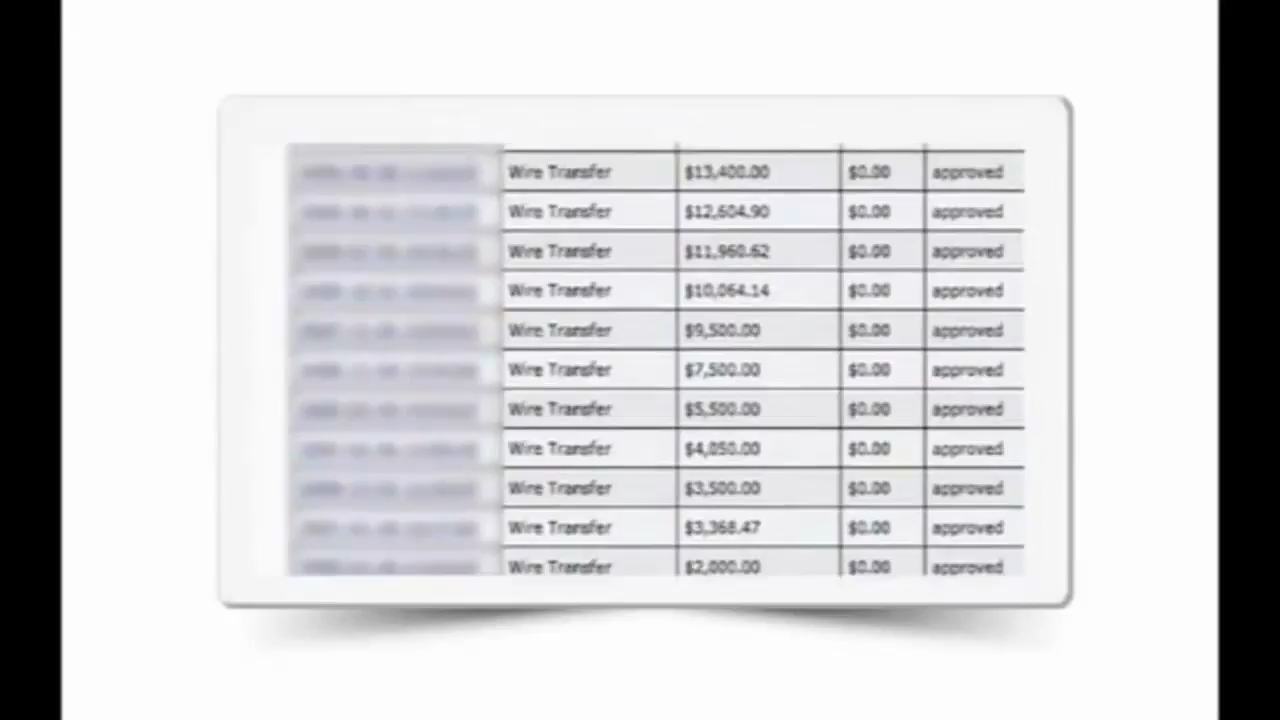 Wire Transfer $13,400.00 $0.00 approved
Wire Transfer $12,604.90 $0.00 approved
Wire Transfer $11,960.62 $0.00 approved
Wire Transfer $10,064.14 $0.00 approved
Wire Transfer $9,500.00 $0.00 approved
Wire Transfer $7,500.00 $0.00 approved
Wire Transfer $5,500.00 $0.00 approved
Wire Transfer $4,050.00 $0.00 approved
Wire Transfer $3,500.00 $0.00 approved
Wire Transfer $3,368.47 $0.00 approved
Wire Transfer $2,000.00 $0.00 approved